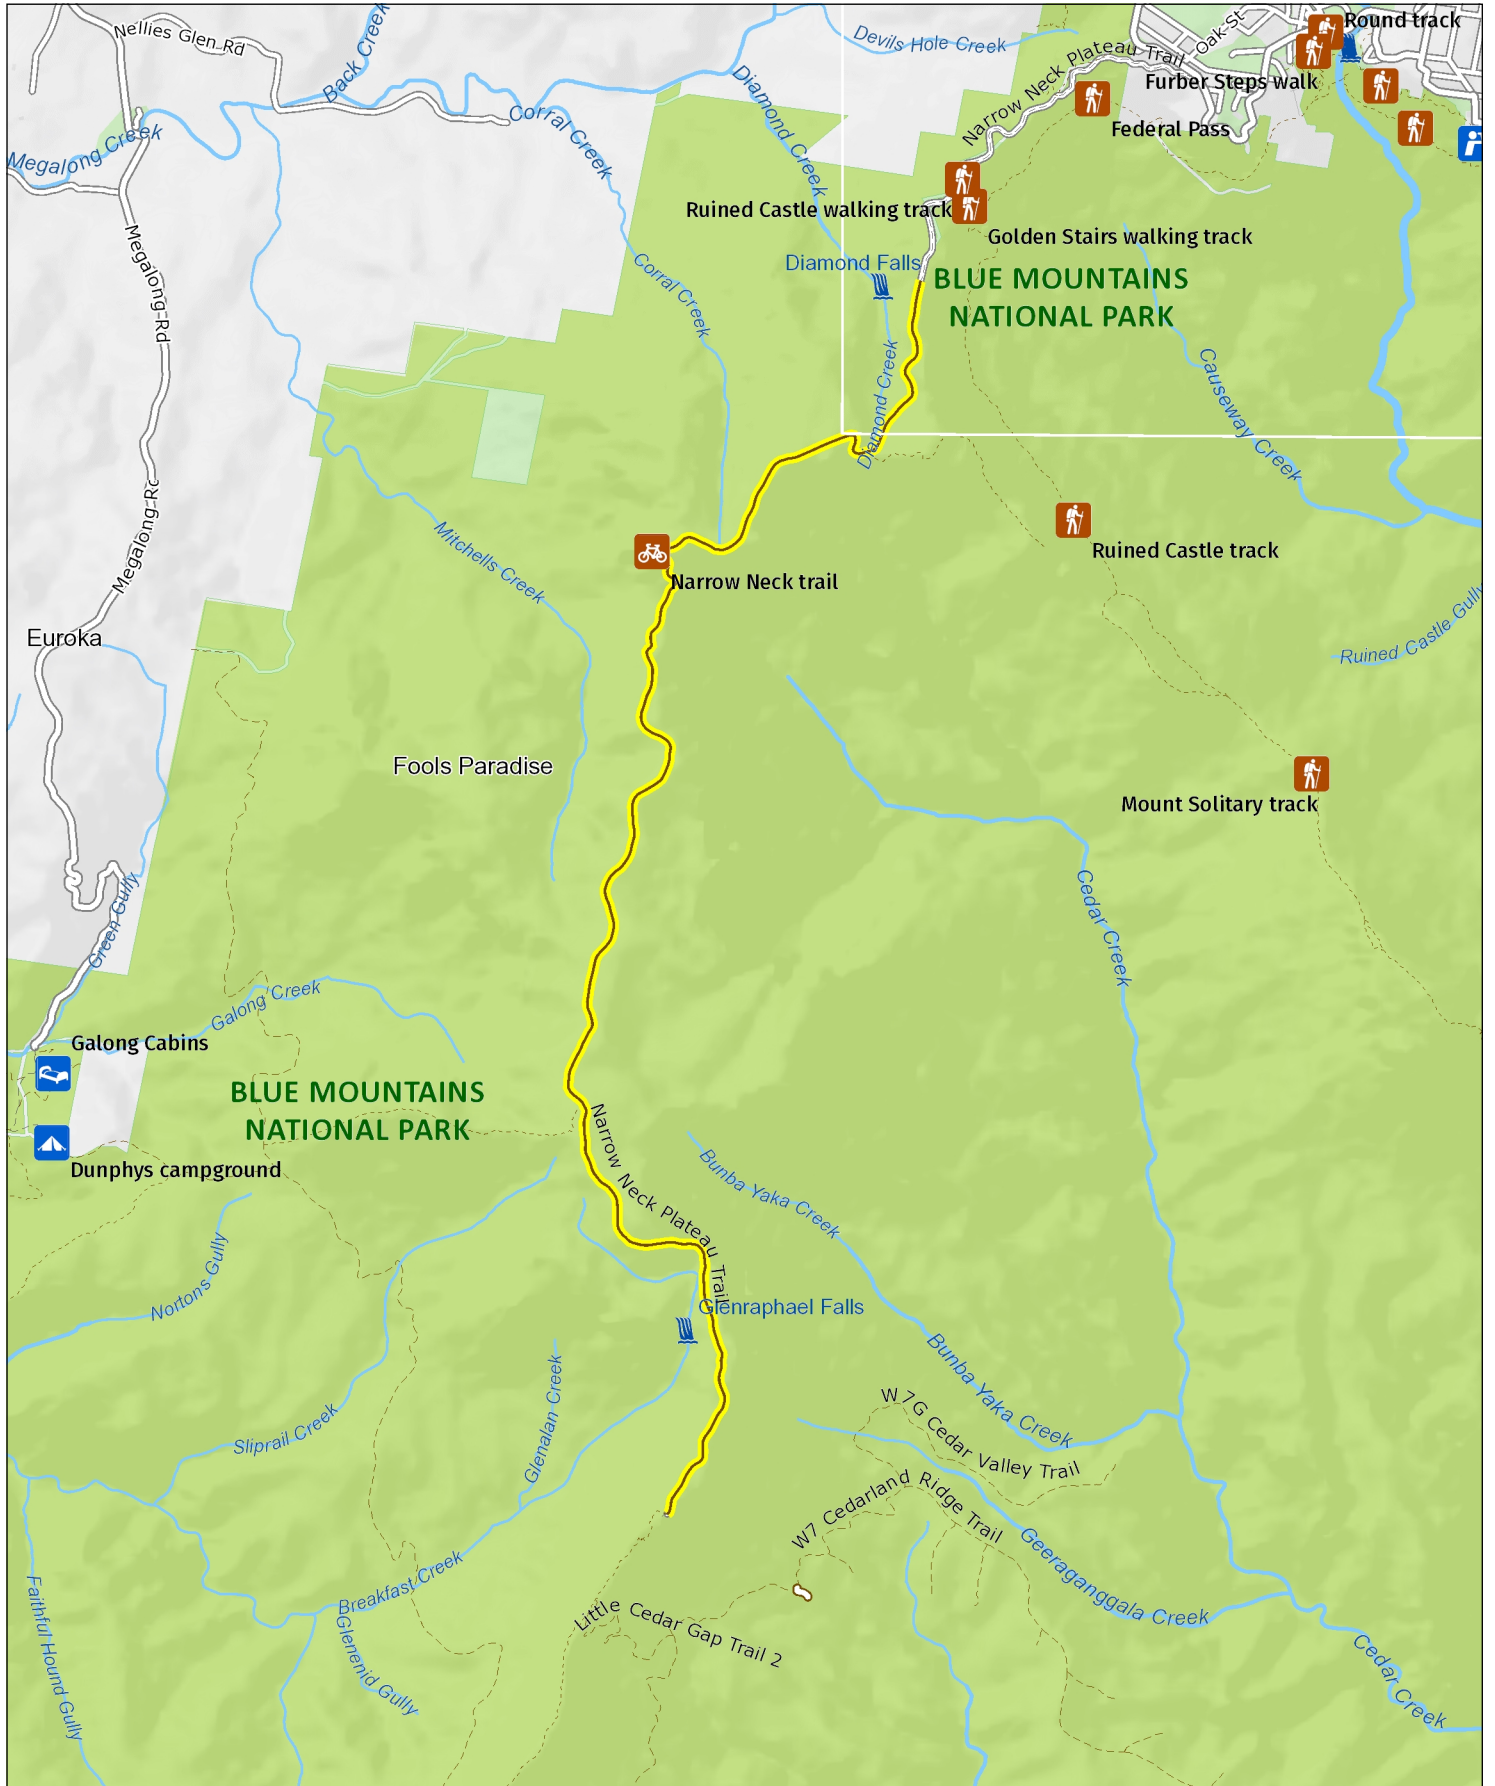 Round track
Oak-St
Nellies Glen Rd
Back Creek
Devils Hole Creek
Narrow Neck Plateau Trail
Furber Steps walk
Diamond Creek
Federal Pass
Corral Creek
Megalong Creek
Ruined Castle walking track
Golden Stairs walking track
Megalong-Rd
Corral Creek
Diamond Falls
BLUE MOUNTAINS
NATIONAL PARK
Diamond Creek
Causeway Creek
Megalong-Rc
Mitchells Creek
Ruined Castle track
Narrow Neck trail
Euroka
Ruined Castle Gully
Fools Paradise
Mount Solitary track
Green Gully
Cedar Creek
Galong Creek
Galong Cabins
BLUE MOUNTAINS
NATIONAL PARK
Dunphys campground
Narrow Neck Plateau Trail
Bunba Yaka Creek
Nortons Gully
Glenraphael Falls
Bunba Yaka Creek
Glenalan Creek
Sliprail Creek
W 7G Cedar Valley Trail
W7 Cedarland Ridge Trail
Geeraganggala Creek
Breakfast Creek
Faithful Hound Gully
Glenenid Gully
Little Cedar Gap Trail 2
Cedar Creek